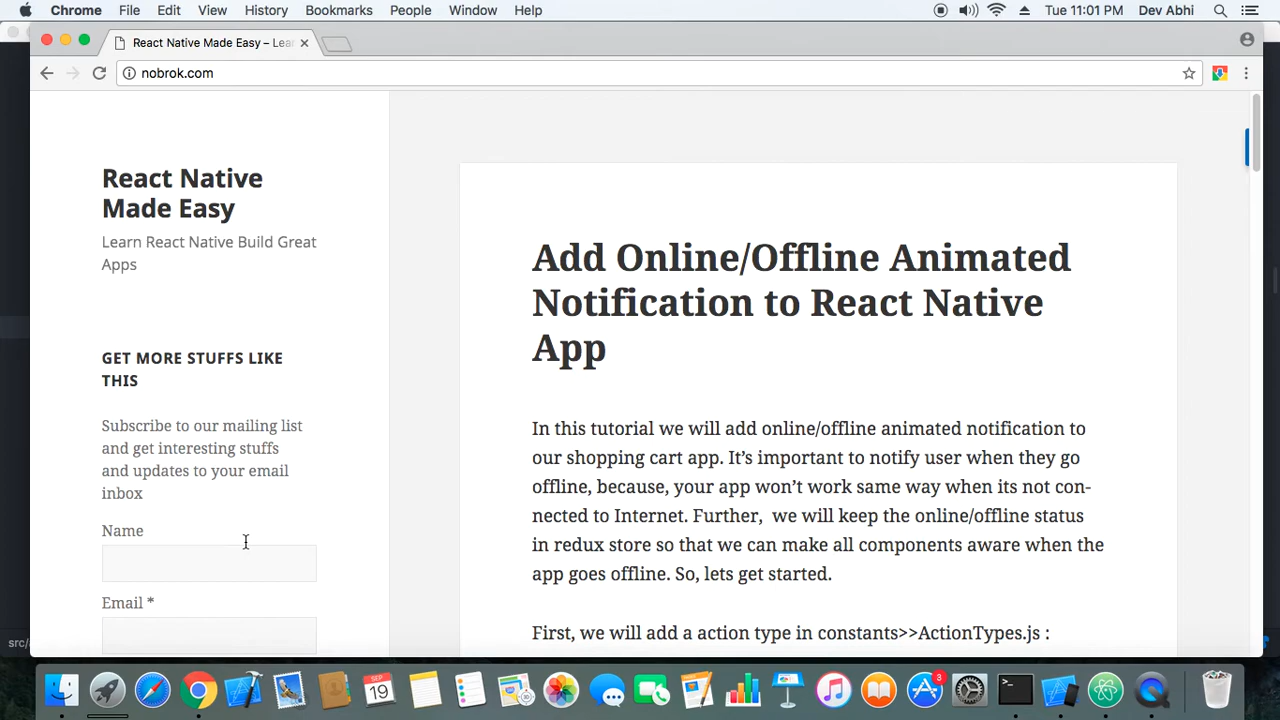 Chrome File Edit View History Bookmarks People Window Help Tue 11:01 PM Dev Abhi
React Native Made Easy – Lea
nobrok.com
React Native
Made Easy
Learn React Native Build Great
Apps
GET MORE STUFFS LIKE
THIS
Subscribe to our mailing list
and get interesting stuffs
and updates to your email
inbox
Name
Email *
Add Online/Offline Animated
Notification to React Native
App
In this tutorial we will add online/offline animated notification to
our shopping cart app. It’s important to notify user when they go
offline, because, your app won’t work same way when its not con-
nected to Internet. Further, we will keep the online/offline status
in redux store so that we can make all components aware when the
app goes offline. So, lets get started.
First, we will add a action type in constants>>ActionTypes.js :
src/
SEP
19
3